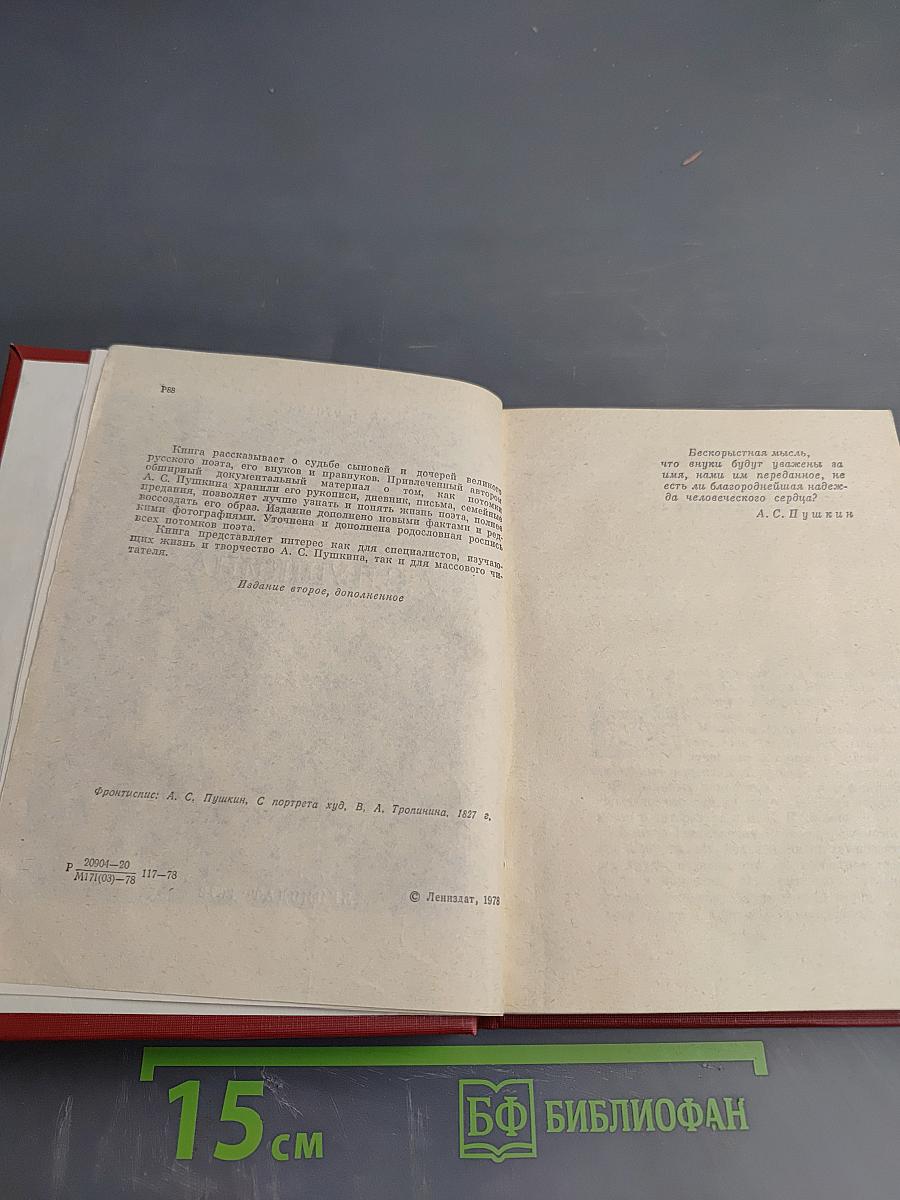 Р88
Книга рассказывает о судьбе сыновей и дочерей великого
русского поэта, его внуков и правнуков. Привлеченный автором
обширный документальный материал о том, как потомки
А. С. Пушкина хранили его рукописи, дневник, письма, семейные
предания, позволяет лучше узнать и понять жизнь поэта, полнее
воссоздать его образ. Издание дополнено новыми фактами и ред-
кими фотографиями. Уточнена и дополнена родословная роспись
всех потомков поэта.
Книга представляет интерес как для специалистов, изучаю-
щих жизнь и творчество А. С. Пушкина, так и для массового чи-
тателя.
Издание второе, дополненное
Фронтиспис: А. С. Пушкин. С портрета худ. В. А. Тропинина. 1827 г.
Р 20904—20
М171(03)—78 117—78
© Лениздат, 1978
Бескорыстная мысль,
что внуки будут уважены за
имя, нами им переданное, не
есть ли благороднейшая надеж-
да человеческого сердца?
А. С. Пушкин
15 см
БФ БИБЛИОФАН